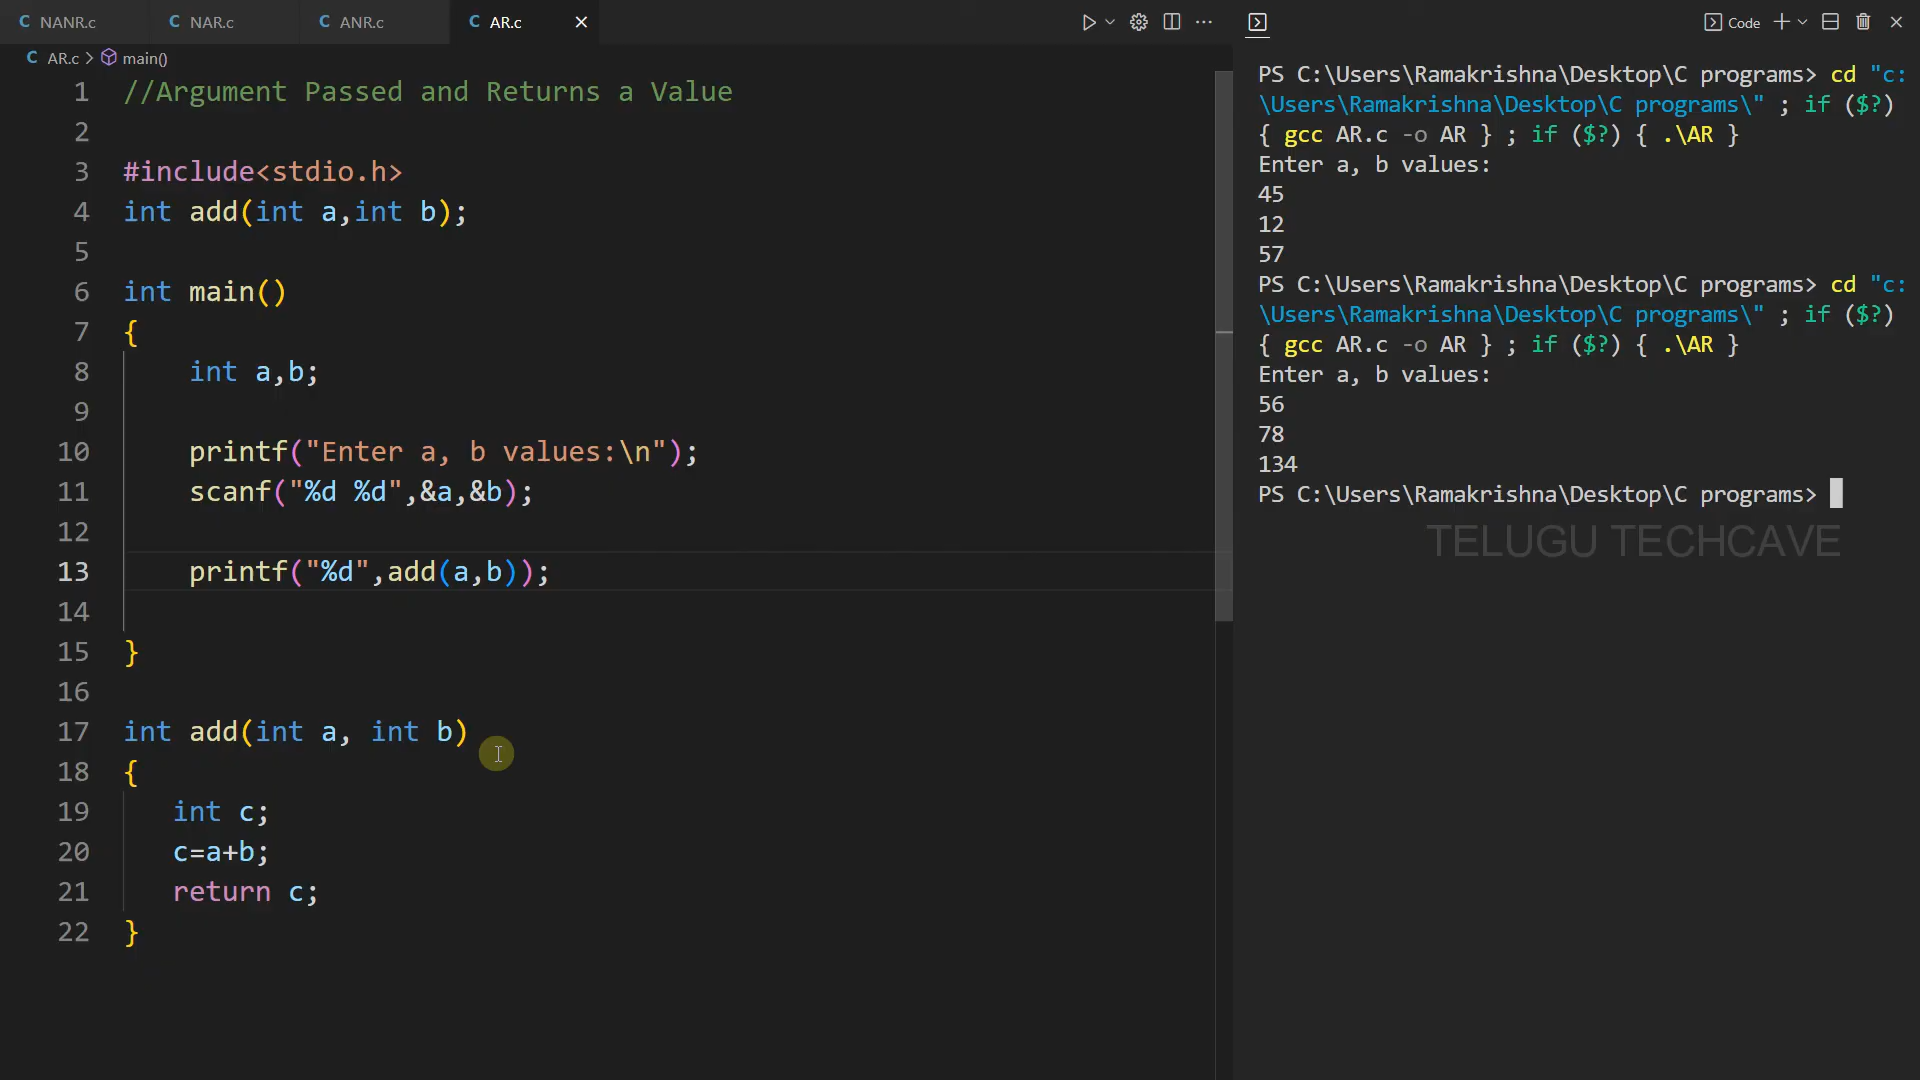 NANR.c NAR.c ANR.c AR.c
AR.c main()
1 //Argument Passed and Returns a Value
2
3 #include<stdio.h>
4 int add(int a,int b);
5
6 int main()
7 {
8 int a,b;
9
10 printf("Enter a, b values:\n");
11 scanf("%d %d",&a,&b);
12
13 printf("%d",add(a,b));
14
15 }
16
17 int add(int a, int b)
18 {
19 int c;
20 c=a+b;
21 return c;
22 }
Code
PS C:\Users\Ramakrishna\Desktop\C programs> cd "c:
\Users\Ramakrishna\Desktop\C programs\" ; if ($?)
{ gcc AR.c -o AR } ; if ($?) { .\AR }
Enter a, b values:
45
12
57
PS C:\Users\Ramakrishna\Desktop\C programs> cd "c:
\Users\Ramakrishna\Desktop\C programs\" ; if ($?)
{ gcc AR.c -o AR } ; if ($?) { .\AR }
Enter a, b values:
56
78
134
PS C:\Users\Ramakrishna\Desktop\C programs>
TELUGU TECHCAVE